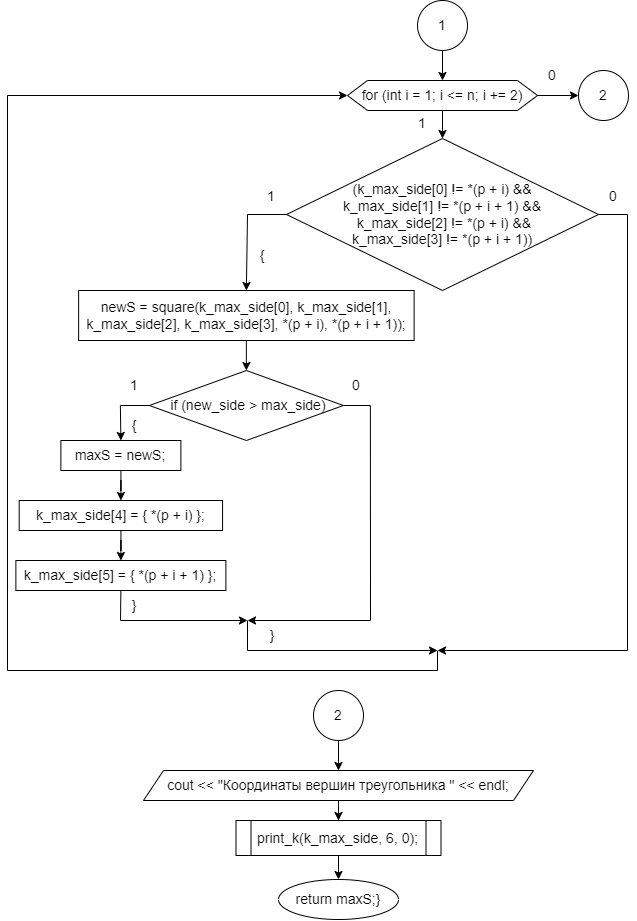 1
for (int i = 1; i <= n; i += 2)
0
2
1
(k_max_side[0] != *(p + i) &&
k_max_side[1] != *(p + i + 1) &&
k_max_side[2] != *(p + i) &&
k_max_side[3] != *(p + i + 1))
1
0
{
newS = square(k_max_side[0], k_max_side[1],
k_max_side[2], k_max_side[3], *(p + i), *(p + i + 1));
1
if (new_side > max_side)
0
{
maxS = newS;
k_max_side[4] = { *(p + i) };
k_max_side[5] = { *(p + i + 1) };
}
}
2
cout << "Координаты вершин треугольника " << endl;
print_k(k_max_side, 6, 0);
return maxS;}